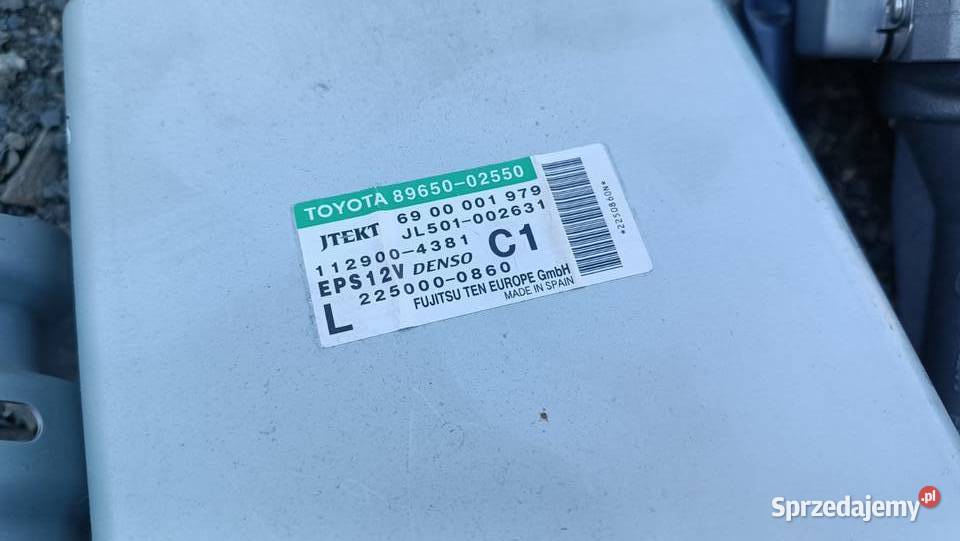 TOYOTA 89650-02550
69 00 001 979
JTEKT JL501-002631
112900-4381 C1
EPS12V DENSO
225000-0860
L FUJITSU TEN EUROPE GmbH
MADE IN SPAIN
*2250860N*
Sprzedajemy.pl